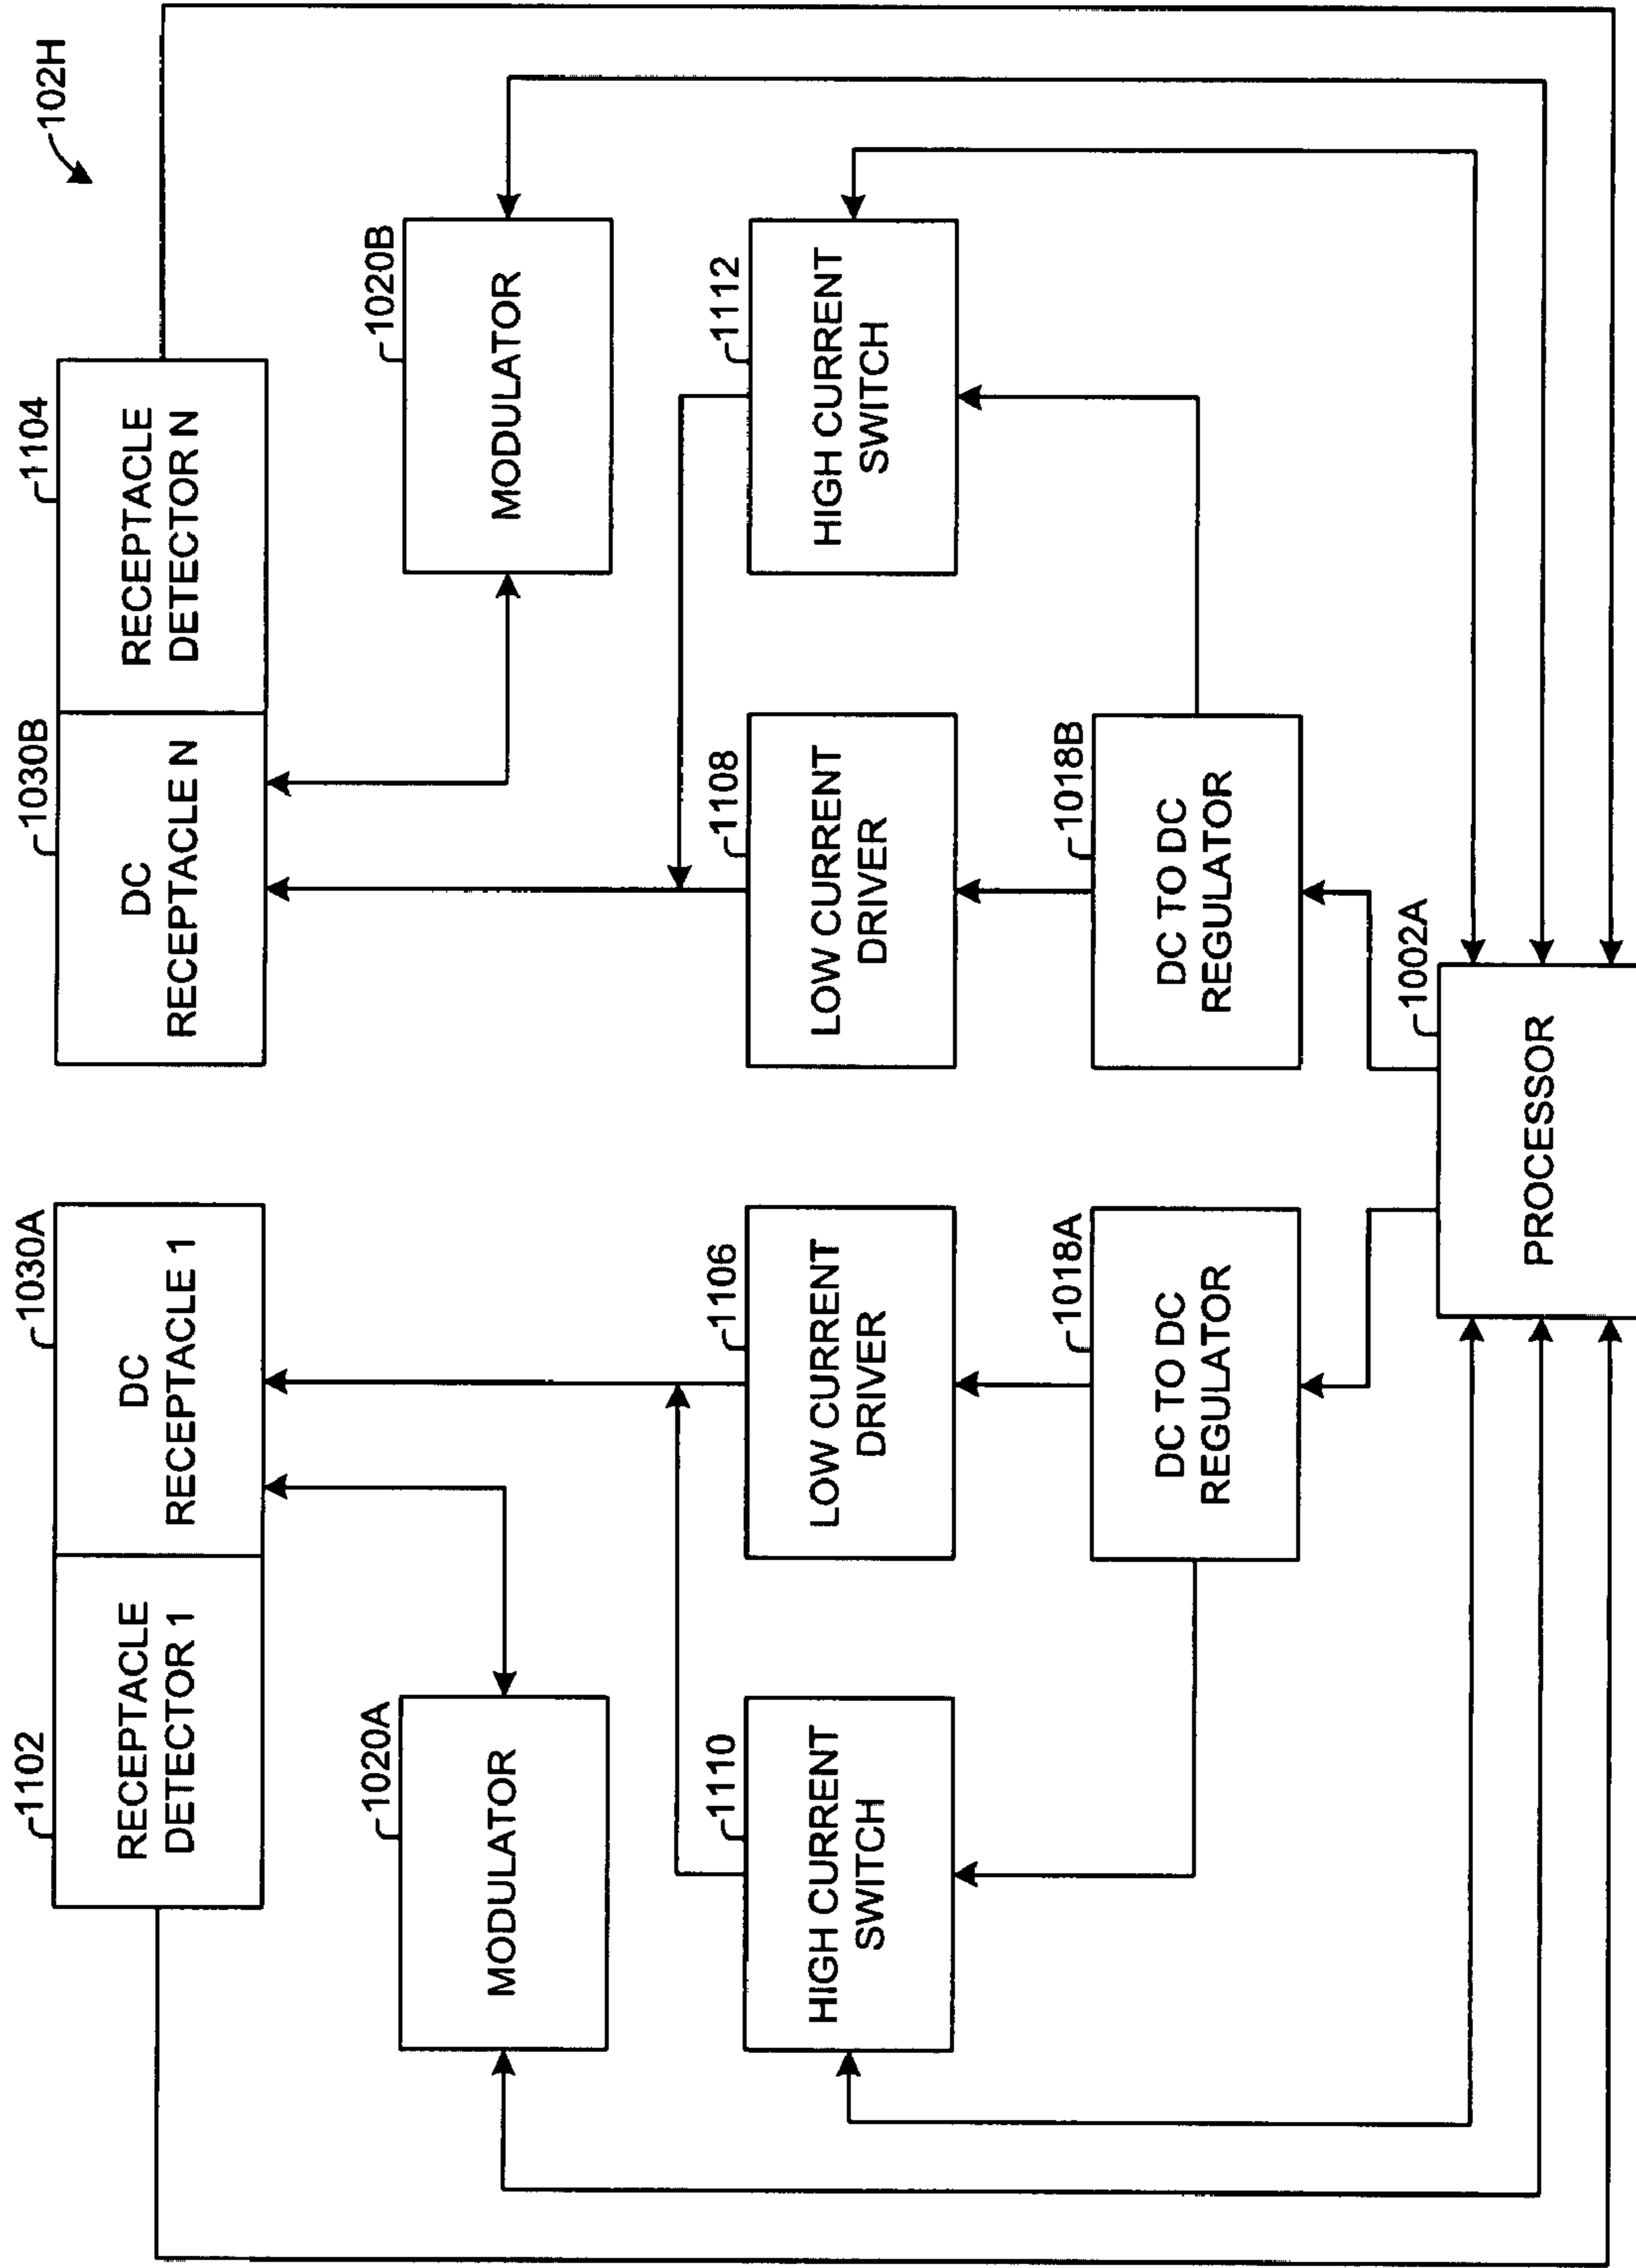 102H
1102
1030A
1030B
1104
RECEPTACLE
DETECTOR 1
DC
RECEPTACLE 1
DC
RECEPTACLE N
RECEPTACLE
DETECTOR N
1020A
1020B
MODULATOR
MODULATOR
1110
1106
1108
1112
HIGH CURRENT
SWITCH
LOW CURRENT
DRIVER
LOW CURRENT
DRIVER
HIGH CURRENT
SWITCH
1018A
1018B
DC TO DC
REGULATOR
DC TO DC
REGULATOR
1002A
PROCESSOR